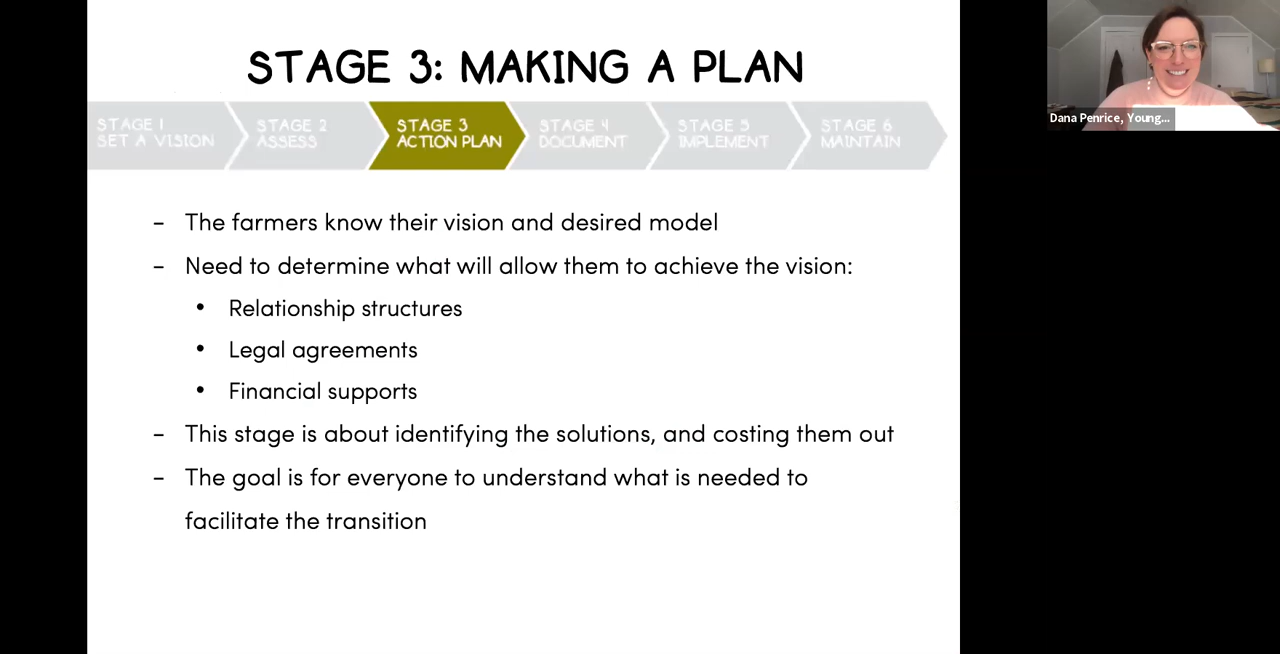 STAGE 3: MAKING A PLAN
STAGE 1
SET A VISION
STAGE 2
ASSESS
STAGE 3
ACTION PLAN
STAGE 4
DOCUMENT
STAGE 5
IMPLEMENT
STAGE 6
MAINTAIN
– The farmers know their vision and desired model
– Need to determine what will allow them to achieve the vision:
• Relationship structures
• Legal agreements
• Financial supports
– This stage is about identifying the solutions, and costing them out
– The goal is for everyone to understand what is needed to
facilitate the transition
Dana Penrice, Young...